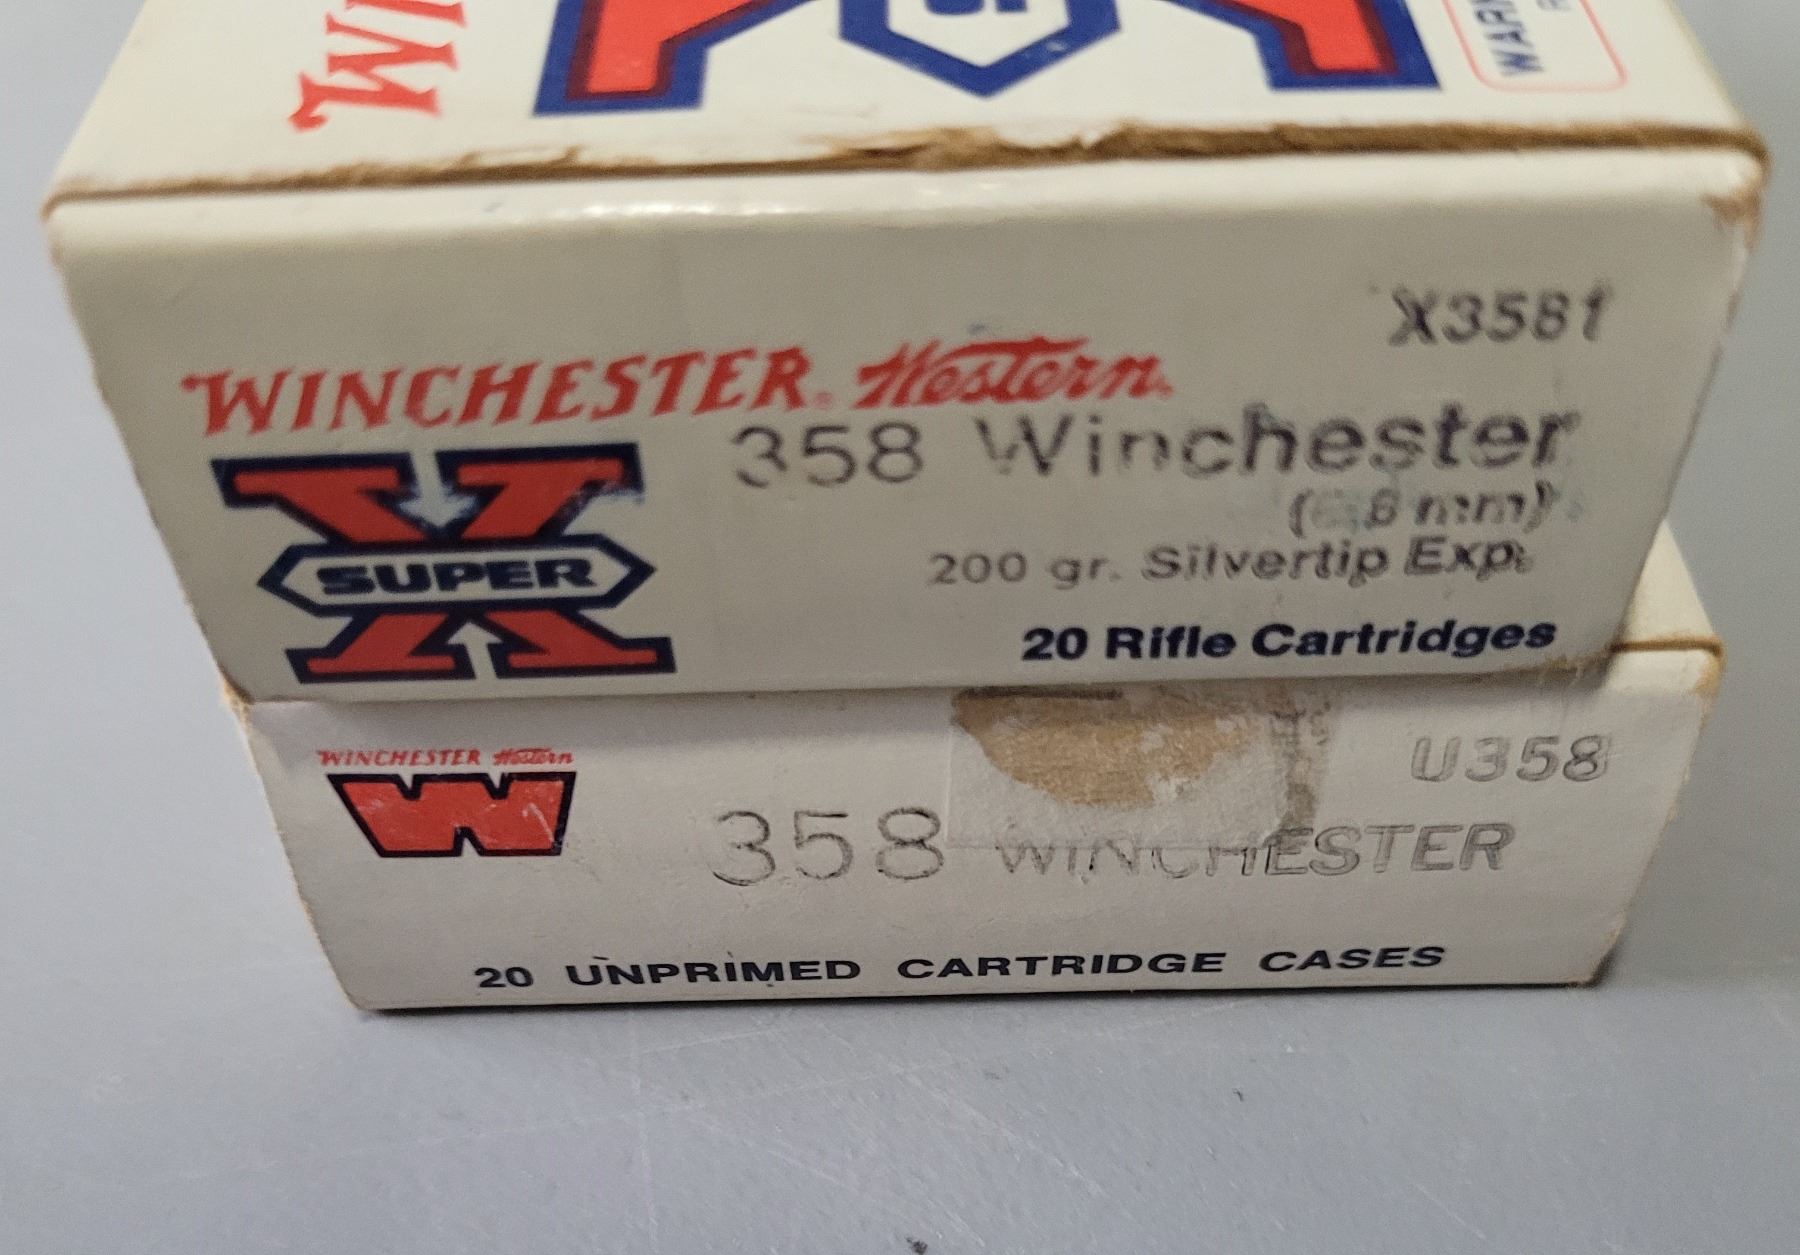 WARN
WINCHESTER Western
X3581
358 Winchester
SUPER
200 gr. Silvertip Exp.
20 Rifle Cartridges
WINCHESTER Western
W
U358
358 WINCHESTER
20 UNPRIMED CARTRIDGE CASES